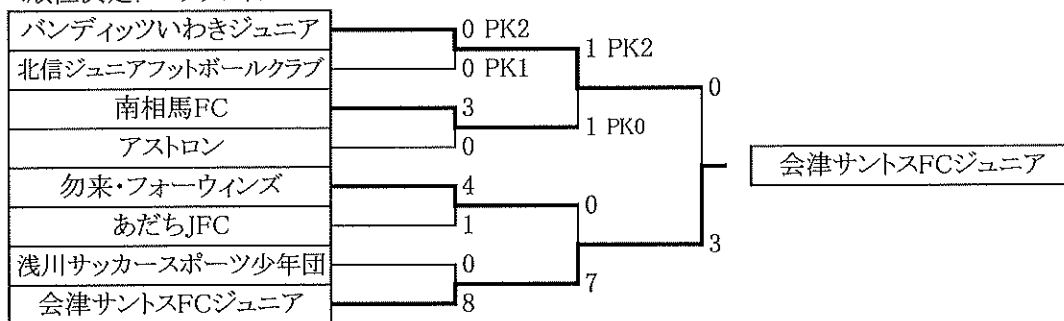 バンディッツいわきジュニア
北信ジュニアフットボールクラブ
南相馬FC
アストロン
勿来・フォーウィンズ
あだちJFC
浅川サッカースポーツ少年団
会津サントスFCジュニア
0 PK2
0 PK1
3
0
4
1
0
8
1 PK2
1 PK0
0
7
0
3
会津サントスFCジュニア